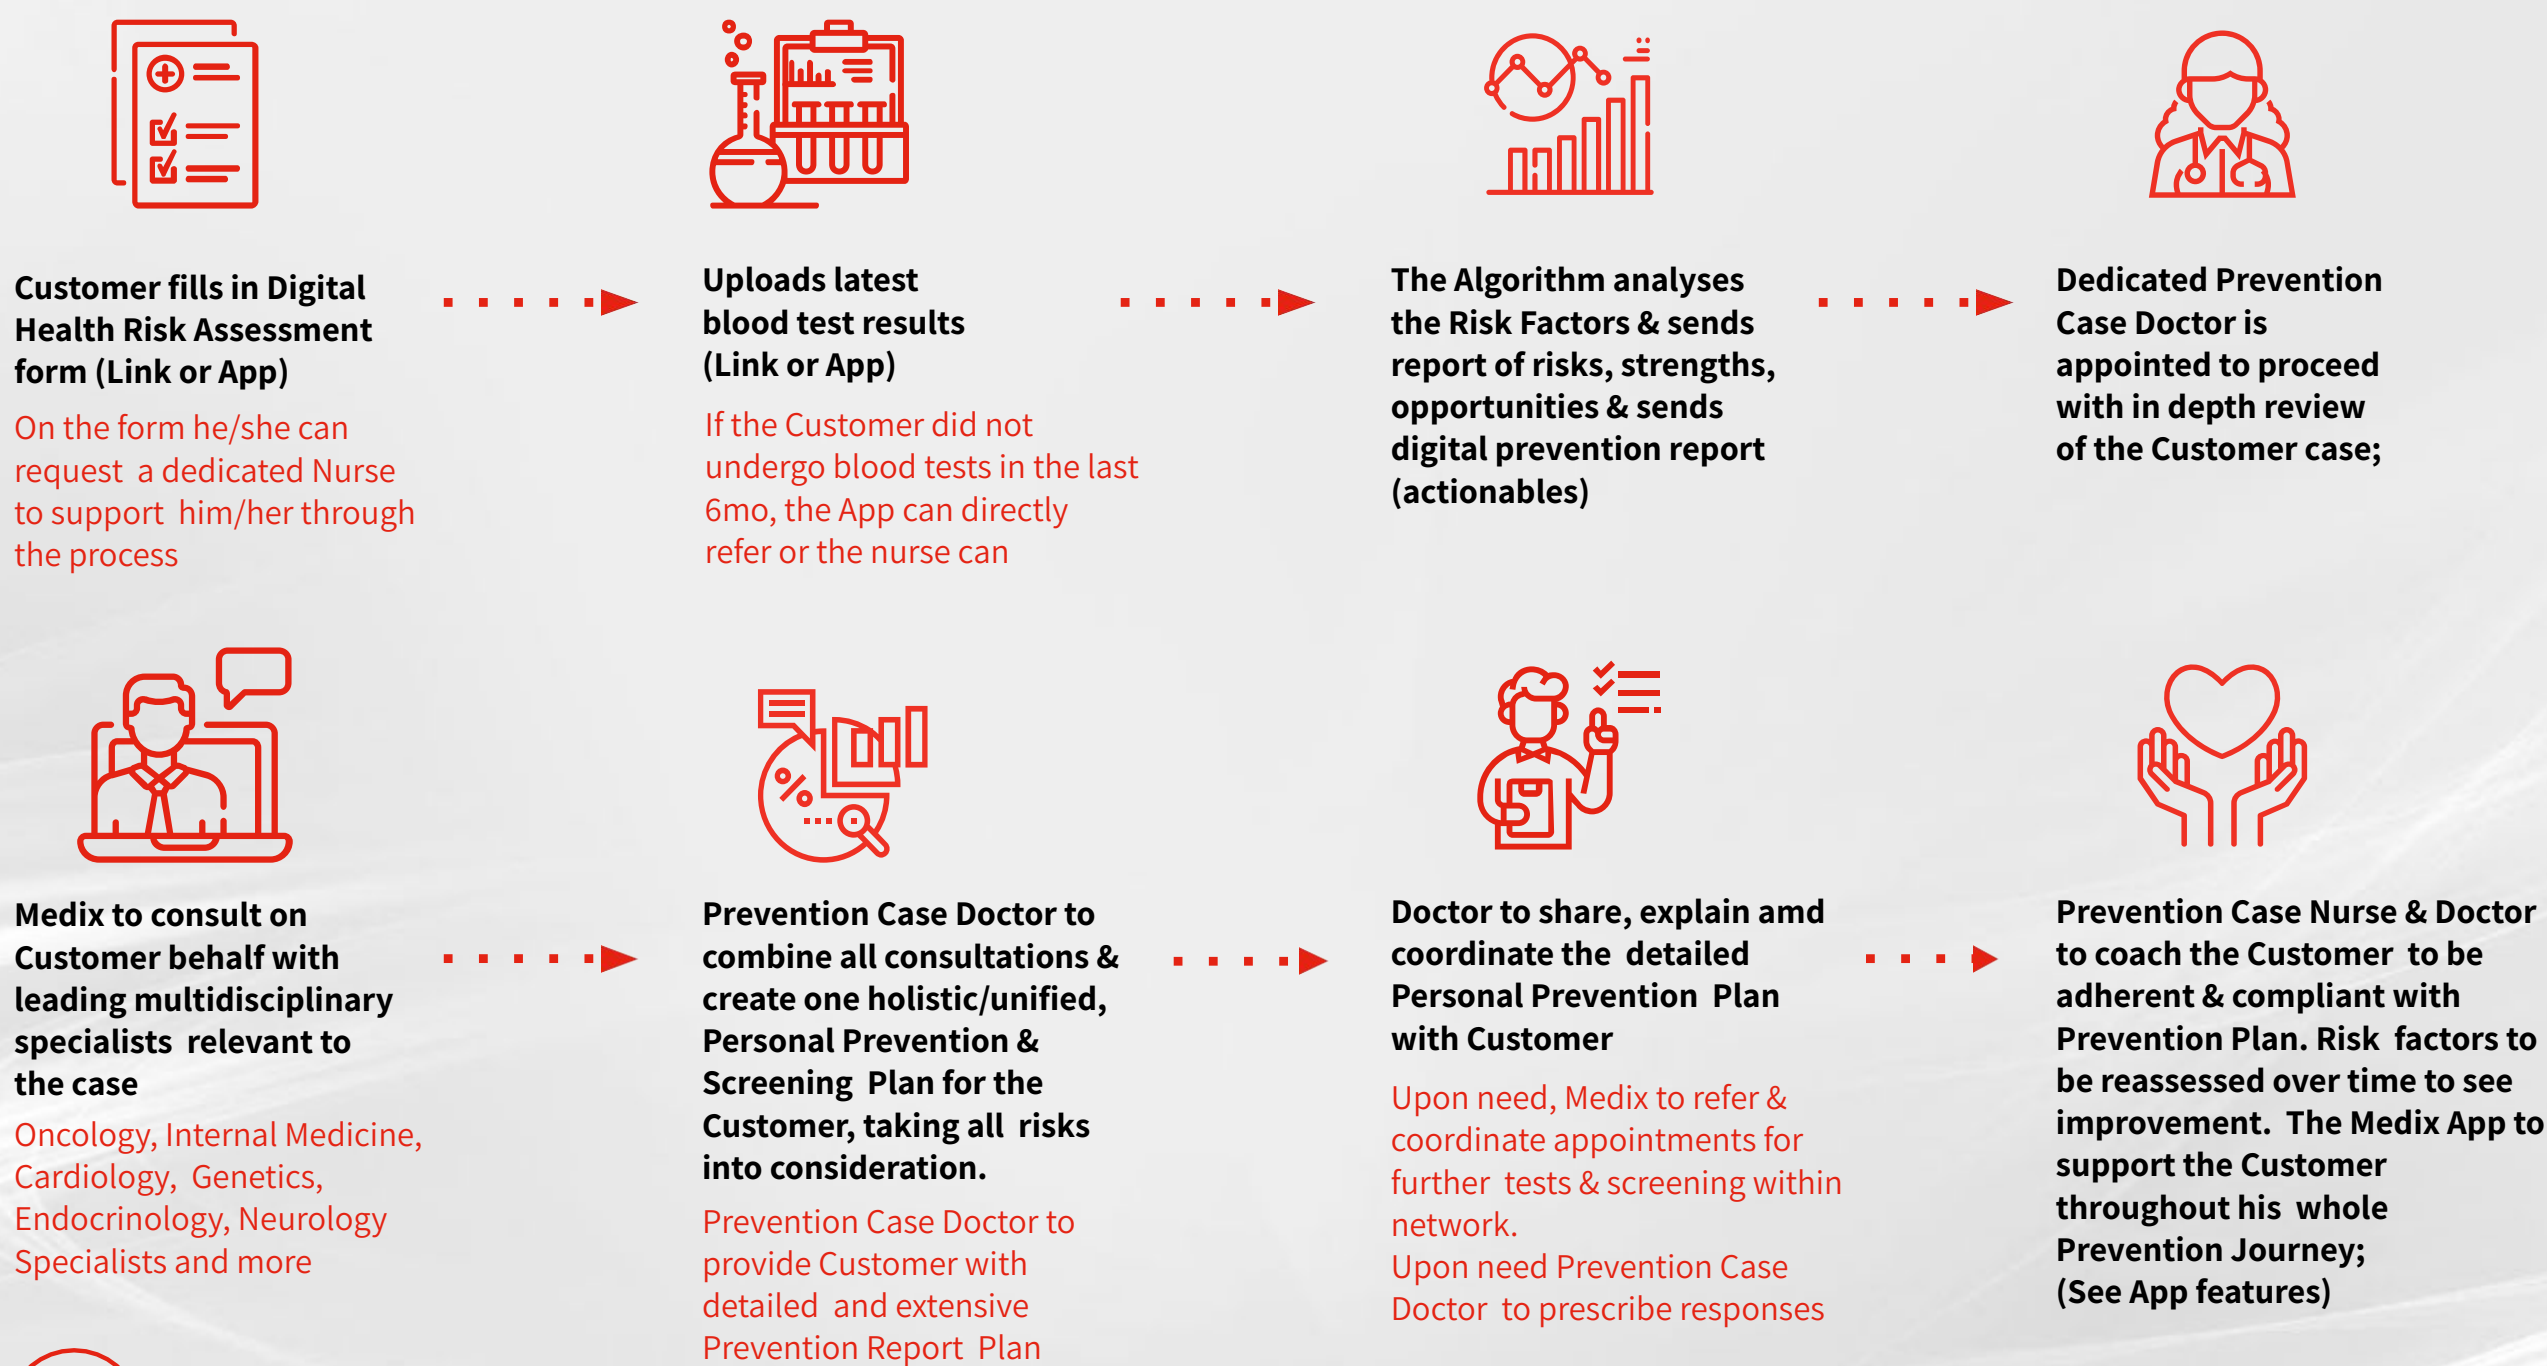 Customer fills in Digital
Health Risk Assessment
form (Link or App)
On the form he/she can
request a dedicated Nurse
to support him/her through
the process
Uploads latest
blood test results
(Link or App)
If the Customer did not
undergo blood tests in the last
6mo, the App can directly
refer or the nurse can
The Algorithm analyses
the Risk Factors & sends
report of risks, strengths,
opportunities & sends
digital prevention report
(actionables)
Dedicated Prevention
Case Doctor is
appointed to proceed
with in depth review
of the Customer case;
Medix to consult on
Customer behalf with
leading multidisciplinary
specialists relevant to
the case
Oncology, Internal Medicine,
Cardiology, Genetics,
Endocrinology, Neurology
Specialists and more
Prevention Case Doctor to
combine all consultations &
create one holistic/unified,
Personal Prevention &
Screening Plan for the
Customer, taking all risks
into consideration.
Prevention Case Doctor to
provide Customer with
detailed and extensive
Prevention Report Plan
Doctor to share, explain amd
coordinate the detailed
Personal Prevention Plan
with Customer
Upon need, Medix to refer &
coordinate appointments for
further tests & screening within
network.
Upon need Prevention Case
Doctor to prescribe responses
Prevention Case Nurse & Doctor
to coach the Customer to be
adherent & compliant with
Prevention Plan. Risk factors to
be reassessed over time to see
improvement. The Medix App to
support the Customer
throughout his whole
Prevention Journey;
(See App features)